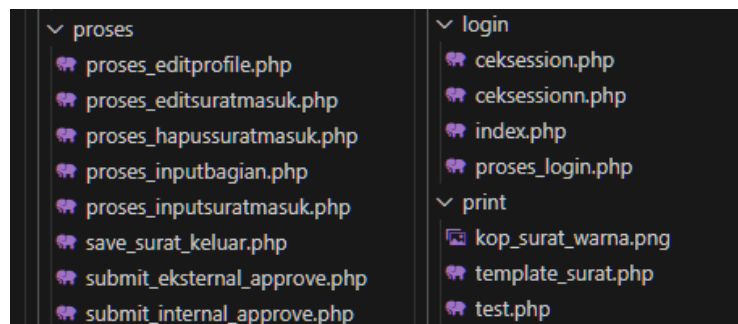 proses
proses_editprofile.php
proses_editsuratmasuk.php
proses_hapussuratmasuk.php
proses_inputbagian.php
proses_inputsuratmasuk.php
save_surat_keluar.php
submit_eksternal_approve.php
submit_internal_approve.php
login
ceksession.php
ceksessionn.php
index.php
proses_login.php
print
kop_surat_warna.png
template_surat.php
test.php